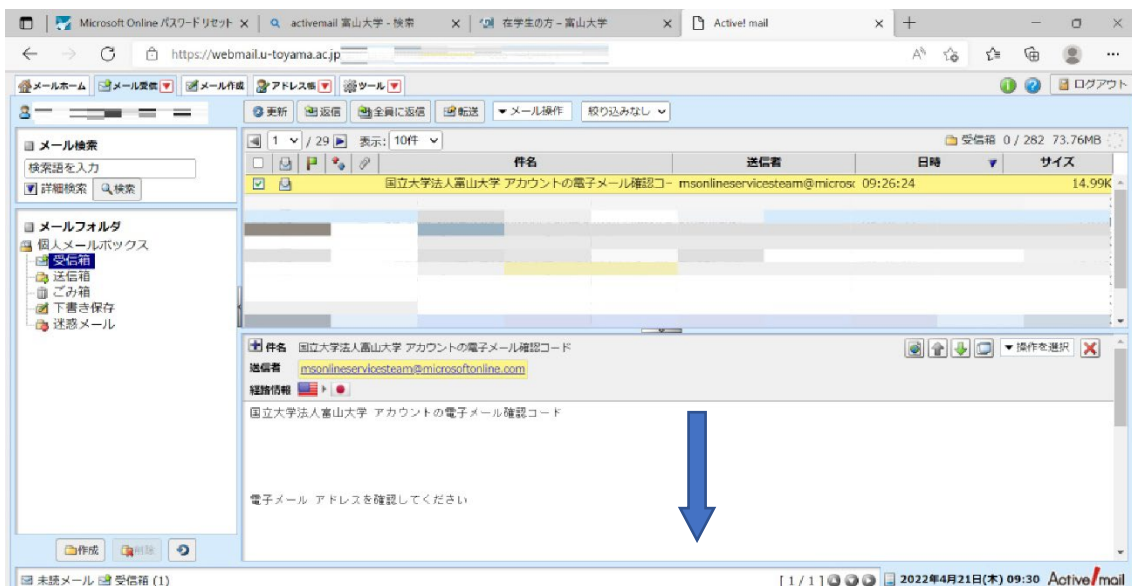 Microsoft Online パスワード リセット
activemail 富山大学 - 検索
在学生の方 – 富山大学
Active! mail
https://webmail.u-toyama.ac.jp
メールホーム メール受信 メール作成 アドレス帳 ツール ログアウト
更新 返信 全員に返信 転送 メール操作 絞り込みなし
メール検索
検索語を入力
詳細検索 検索
1 / 29 表示: 10件 受信箱 0 / 282 73.76MB
件名 送信者 日時 サイズ
国立大学法人富山大学 アカウントの電子メール確認コー msonlineservicesteam@micros 09:26:24 14.99K
メールフォルダ
個人メールボックス
受信箱
送信箱
ごみ箱
下書き保存
迷惑メール
作成 削除
件名 国立大学法人富山大学 アカウントの電子メール確認コード 操作を選択
送信者 msonlineservicesteam@microsoftonline.com
経路情報
国立大学法人富山大学 アカウントの電子メール確認コード
電子メール アドレスを確認してください
未読メール 受信箱 (1) [ 1 / 1 ] 2022年4月21日(木) 09:30 Active! mail